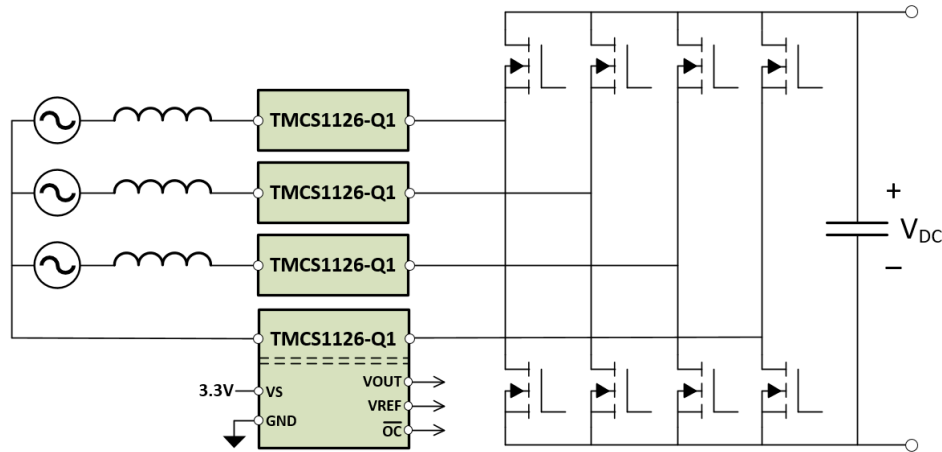 TMCS1126-Q1
TMCS1126-Q1
TMCS1126-Q1
TMCS1126-Q1
3.3V
VS
GND
VOUT
VREF
OC
+
VDC
−